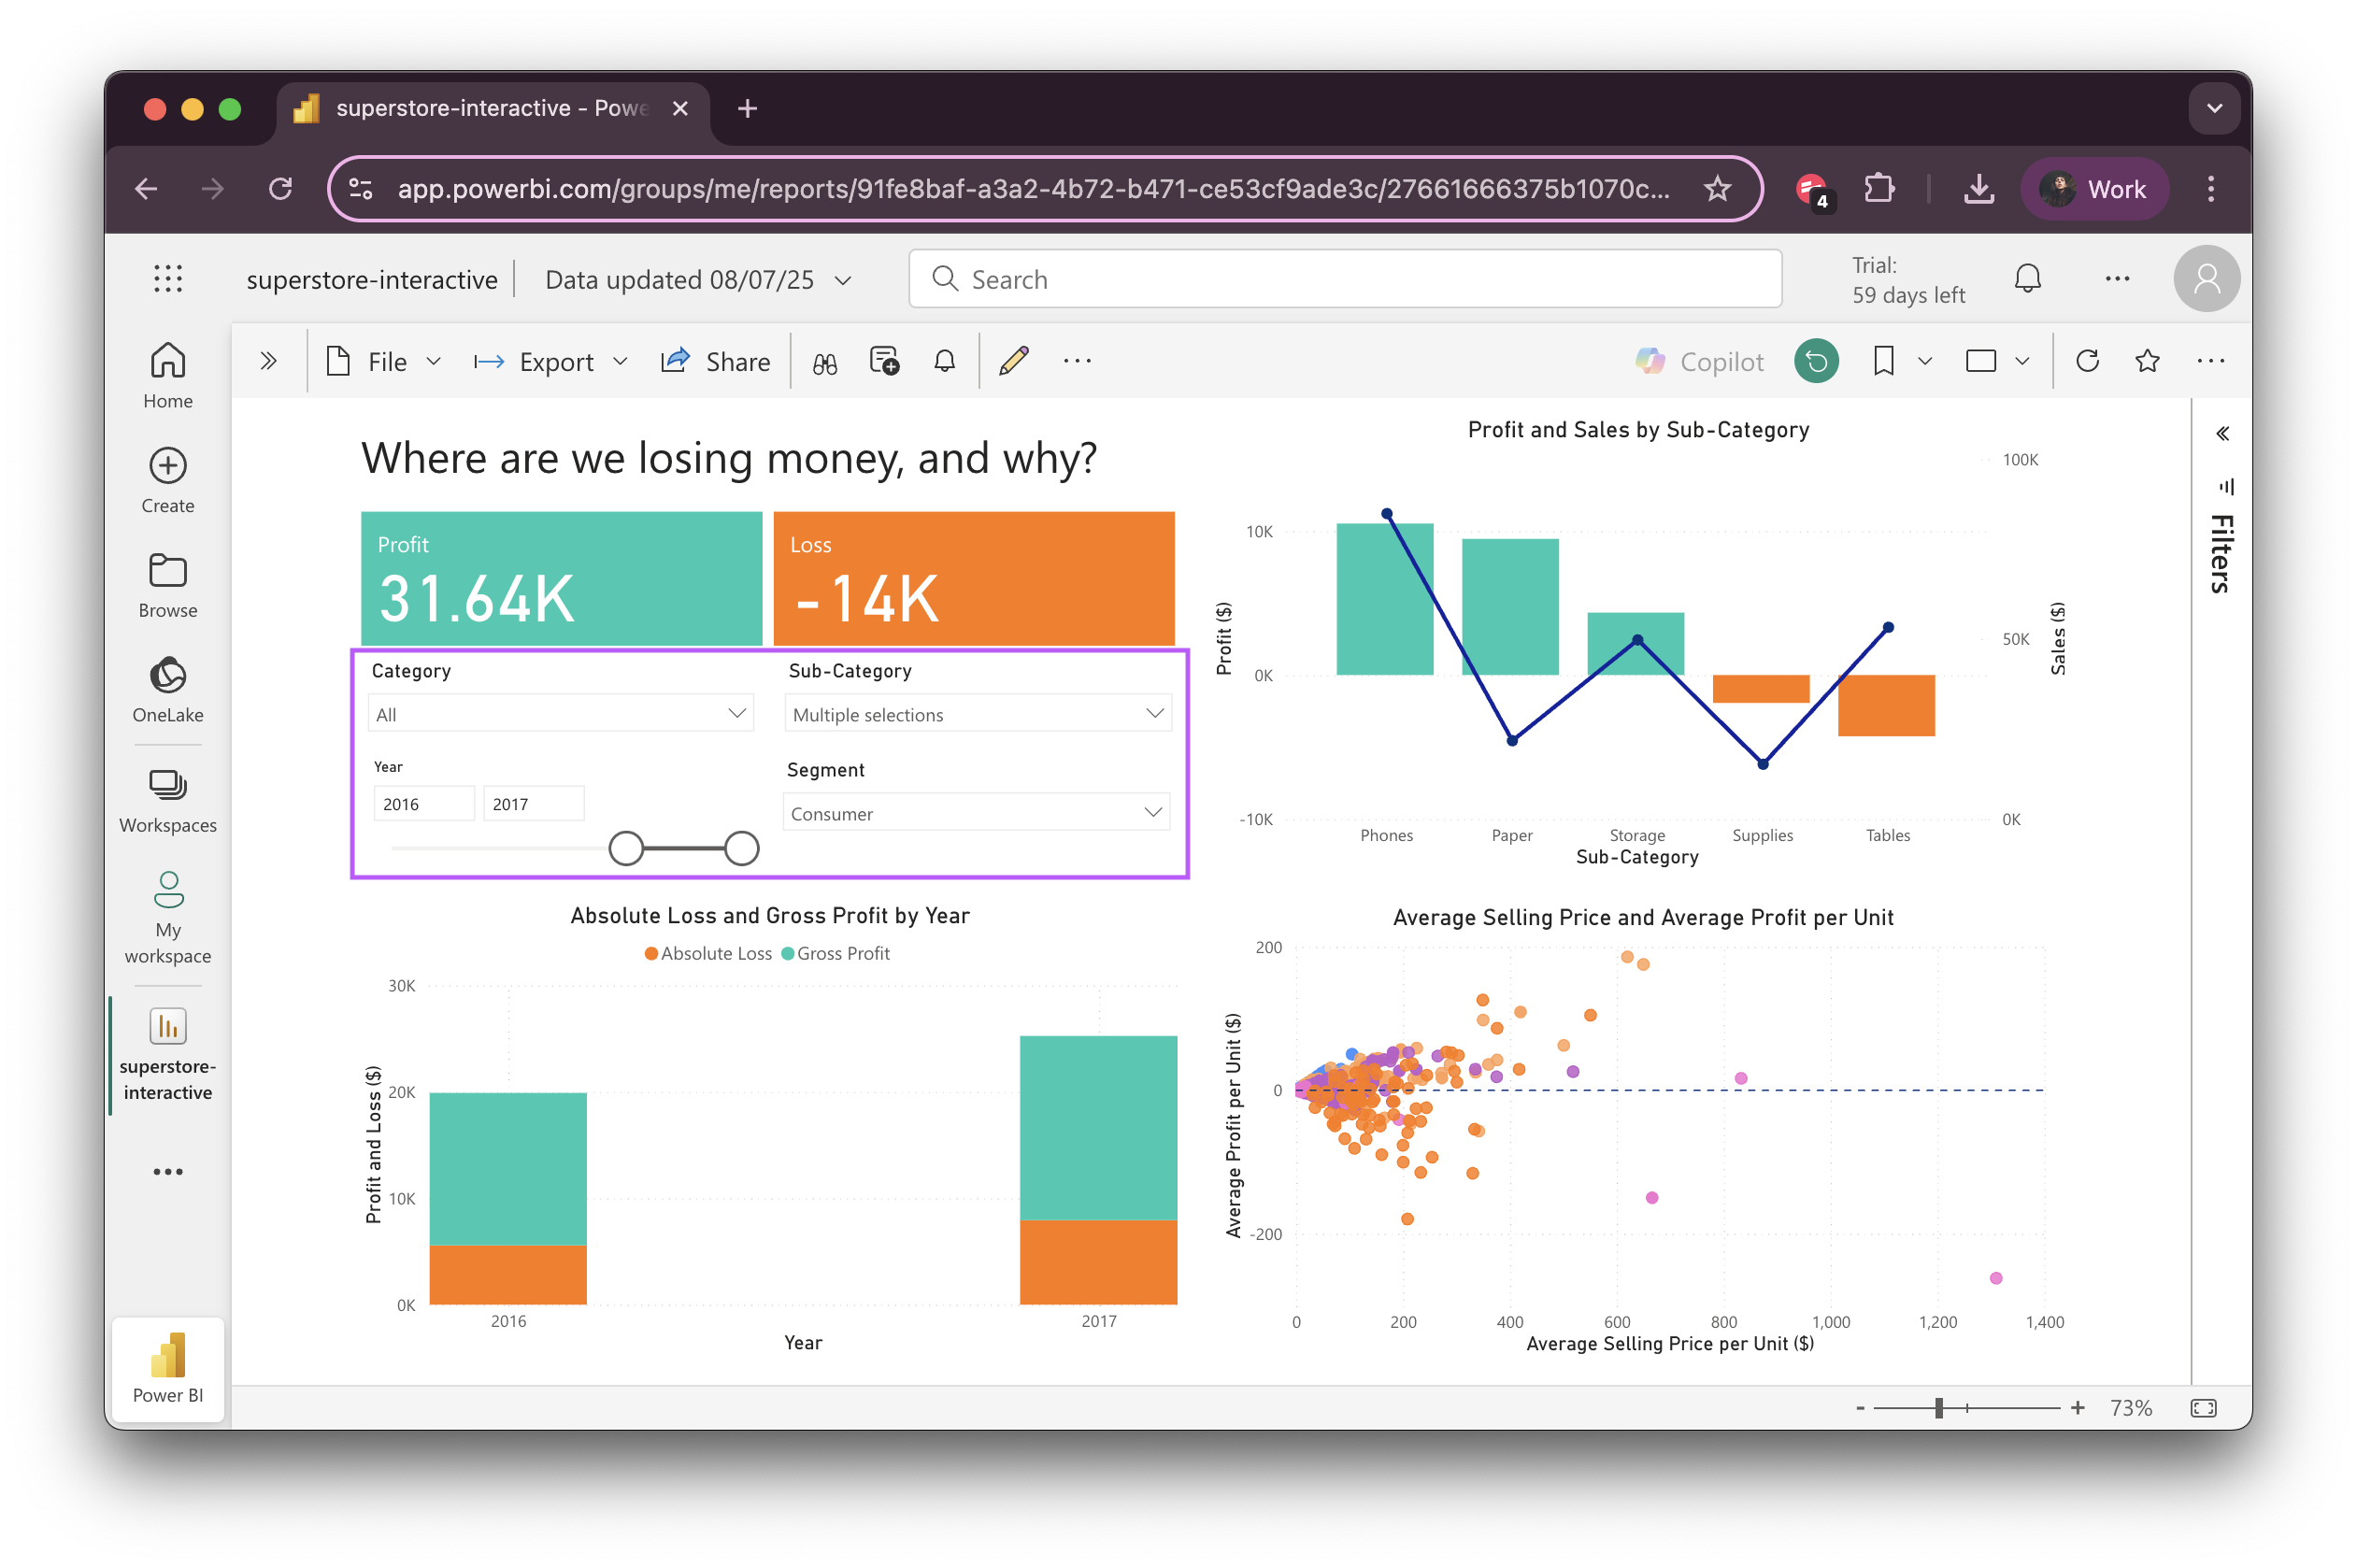 superstore-interactive - Powe
app.powerbi.com/groups/me/reports/91fe8baf-a3a2-4b72-b471-ce53cf9ade3c/27661666375b1070c...
4
Work
superstore-interactive
Data updated 08/07/25
Search
Trial:
59 days left
File
Export
Share
Copilot
Home
Create
Browse
OneLake
Workspaces
My
workspace
superstore-
interactive
Power BI
Where are we losing money, and why?
Profit
31.64K
Loss
-14K
Category
All
Sub-Category
Multiple selections
Year
2016
2017
Segment
Consumer
Profit and Sales by Sub-Category
Profit ($)
10K
0K
-10K
100K
50K
0K
Sales ($)
Phones
Paper
Storage
Supplies
Tables
Sub-Category
Filters
Absolute Loss and Gross Profit by Year
Absolute Loss
Gross Profit
Profit and Loss ($)
30K
20K
10K
0K
2016
2017
Year
Average Selling Price and Average Profit per Unit
Average Profit per Unit ($)
200
0
-200
0
200
400
600
800
1,000
1,200
1,400
Average Selling Price per Unit ($)
- + 73%